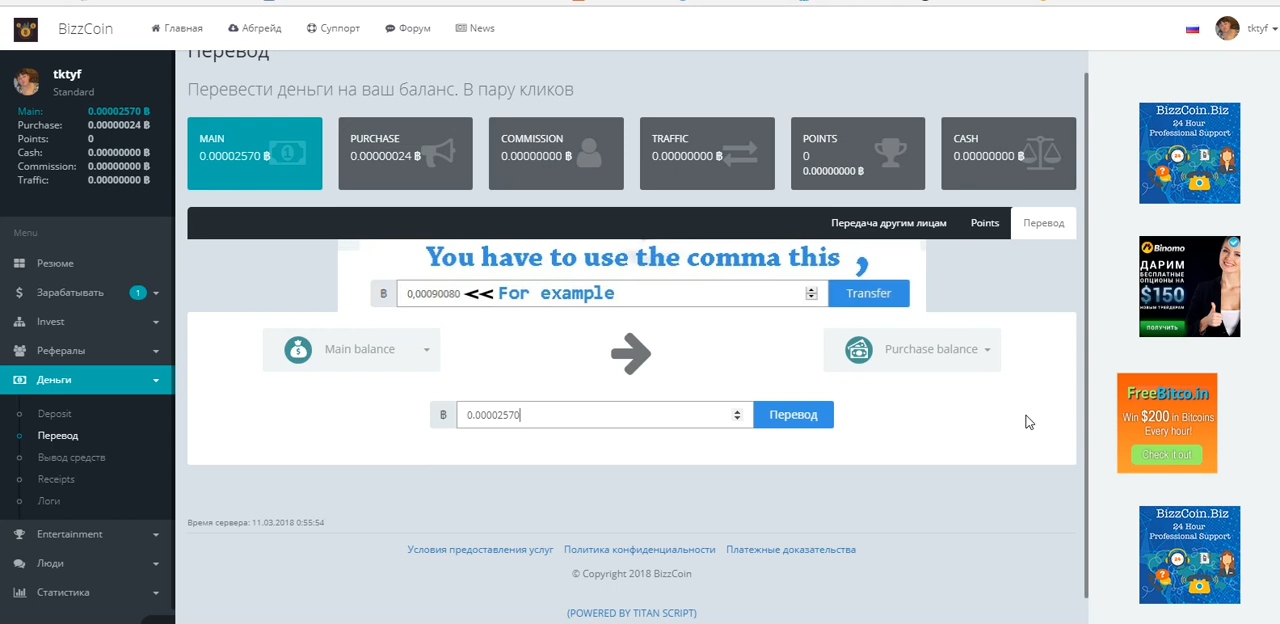 BizzCoin
Главная
Абгрейд
Суппорт
Форум
News
tktyf
tktyf
Standard
Main: 0.00002570 ฿
Purchase: 0.00000024 ฿
Points: 0
Cash: 0.00000000 ฿
Commission: 0.00000000 ฿
Traffic: 0.00000000 ฿
Menu
Резюме
Зарабатывать 1
Invest
Рефералы
Деньги
Deposit
Перевод
Вывод средств
Receipts
Логи
Entertainment
Люди
Статистика
Перевод
Перевести деньги на ваш баланс. В пару кликов
MAIN
0.00002570 ฿
PURCHASE
0.00000024 ฿
COMMISSION
0.00000000 ฿
TRAFFIC
0.00000000 ฿
POINTS
0
0.00000000 ฿
CASH
0.00000000 ฿
Передача другим лицам
Points
Перевод
You have to use the comma this ,
฿ 0,00090080 << For example
Transfer
Main balance
Purchase balance
฿ 0.00002570
Перевод
Время сервера: 11.03.2018 0:55:54
Условия предоставления услуг
Политика конфиденциальности
Платежные доказательства
© Copyright 2018 BizzCoin
(POWERED BY TITAN SCRIPT)
BizzCoin.Biz
24 Hour
Professional Support
Binomo
ДАРИМ
БЕСПЛАТНЫЕ
ОПЦИОНЫ НА
$150
НОВЫМ ТРЕЙДЕРАМ
ПОЛУЧИТЬ
FreeBitco.in
Win $200 in Bitcoins
Every hour!
Check it out!
BizzCoin.Biz
24 Hour
Professional Support